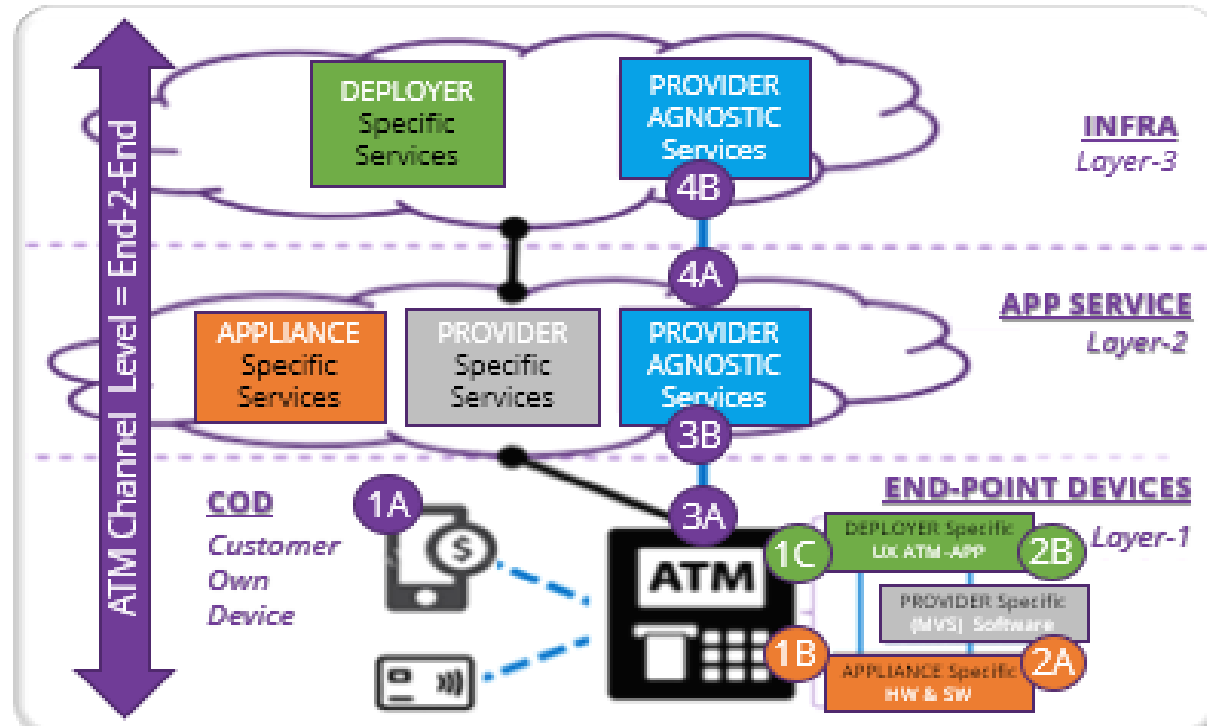 ATM Channel Level = End-2-End
DEPLOYER
Specific
Services
PROVIDER
AGNOSTIC
Services
4B
INFRA
Layer-3
4A
APPLIANCE
Specific
Services
PROVIDER
Specific
Services
PROVIDER
AGNOSTIC
Services
3B
APP SERVICE
Layer-2
COD
Customer
Own
Device
1A
$
3A
ATM
END-POINT DEVICES
Layer-1
1C
DEPLOYER Specific
UX ATM -APP
2B
PROVIDER Specific
(MVS) Software
1B
APPLIANCE Specific
HW & SW
2A